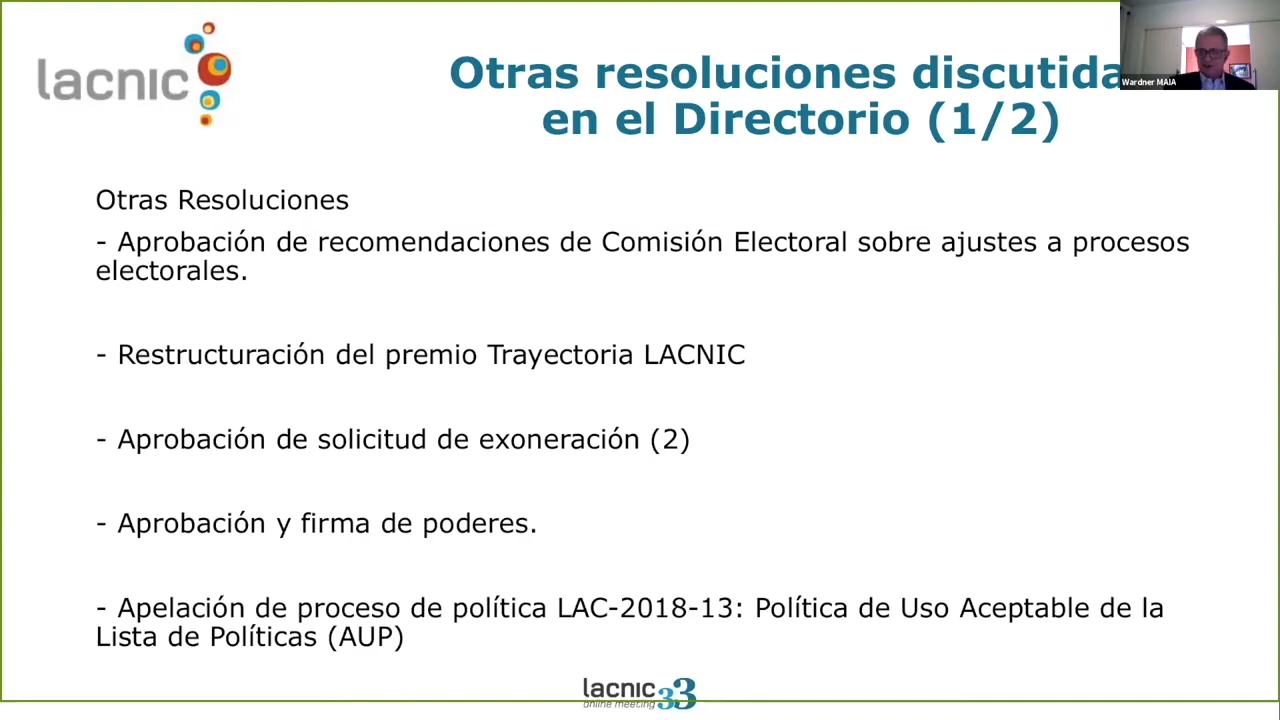 lacnic
Otras resoluciones discutida
en el Directorio (1/2)
Wardner MAIA
Otras Resoluciones
- Aprobación de recomendaciones de Comisión Electoral sobre ajustes a procesos
electorales.
- Restructuración del premio Trayectoria LACNIC
- Aprobación de solicitud de exoneración (2)
- Aprobación y firma de poderes.
- Apelación de proceso de política LAC-2018-13: Política de Uso Aceptable de la
Lista de Políticas (AUP)
lacnic 33
online meeting